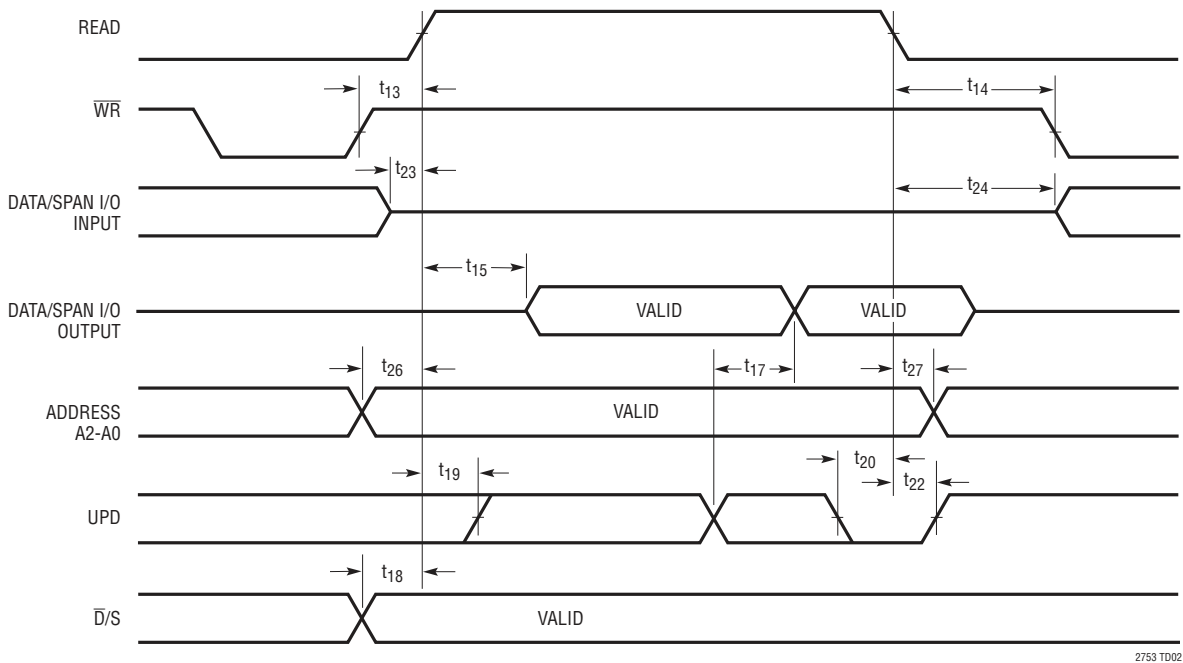 READ
t13
t14
W̅R̅
t23
t24
DATA/SPAN I/O
INPUT
t15
DATA/SPAN I/O
OUTPUT
VALID
VALID
t26
t17
t27
ADDRESS
A2-A0
VALID
t19
t20
t22
UPD
t18
D̅/S
VALID
2753 TD02